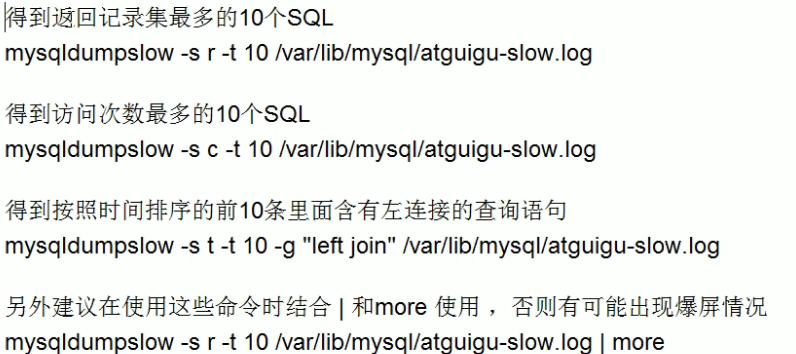 得到返回记录集最多的10个SQL
mysqldumpslow -s r -t 10 /var/lib/mysql/atguigu-slow.log
得到访问次数最多的10个SQL
mysqldumpslow -s c -t 10 /var/lib/mysql/atguigu-slow.log
得到按照时间排序的前10条里面含有左连接的查询语句
mysqldumpslow -s t -t 10 -g "left join" /var/lib/mysql/atguigu-slow.log
另外建议在使用这些命令时结合 | 和more 使用 ，否则有可能出现爆屏情况
mysqldumpslow -s r -t 10 /var/lib/mysql/atguigu-slow.log | more